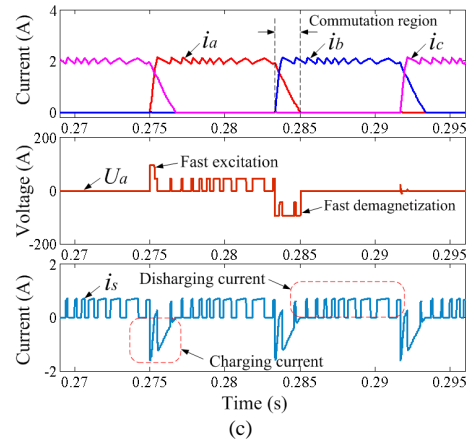 Current (A)
4
2
0
i_a
i_b
i_c
Commutation region
0.27 0.275 0.28 0.285 0.29 0.295
Voltage (A)
200
0
-200
U_a
Fast excitation
Fast demagnetization
0.27 0.275 0.28 0.285 0.29 0.295
Current (A)
2
0
-2
i_s
Disharging current
Charging current
0.27 0.275 0.28 0.285 0.29 0.295
Time (s)
(c)